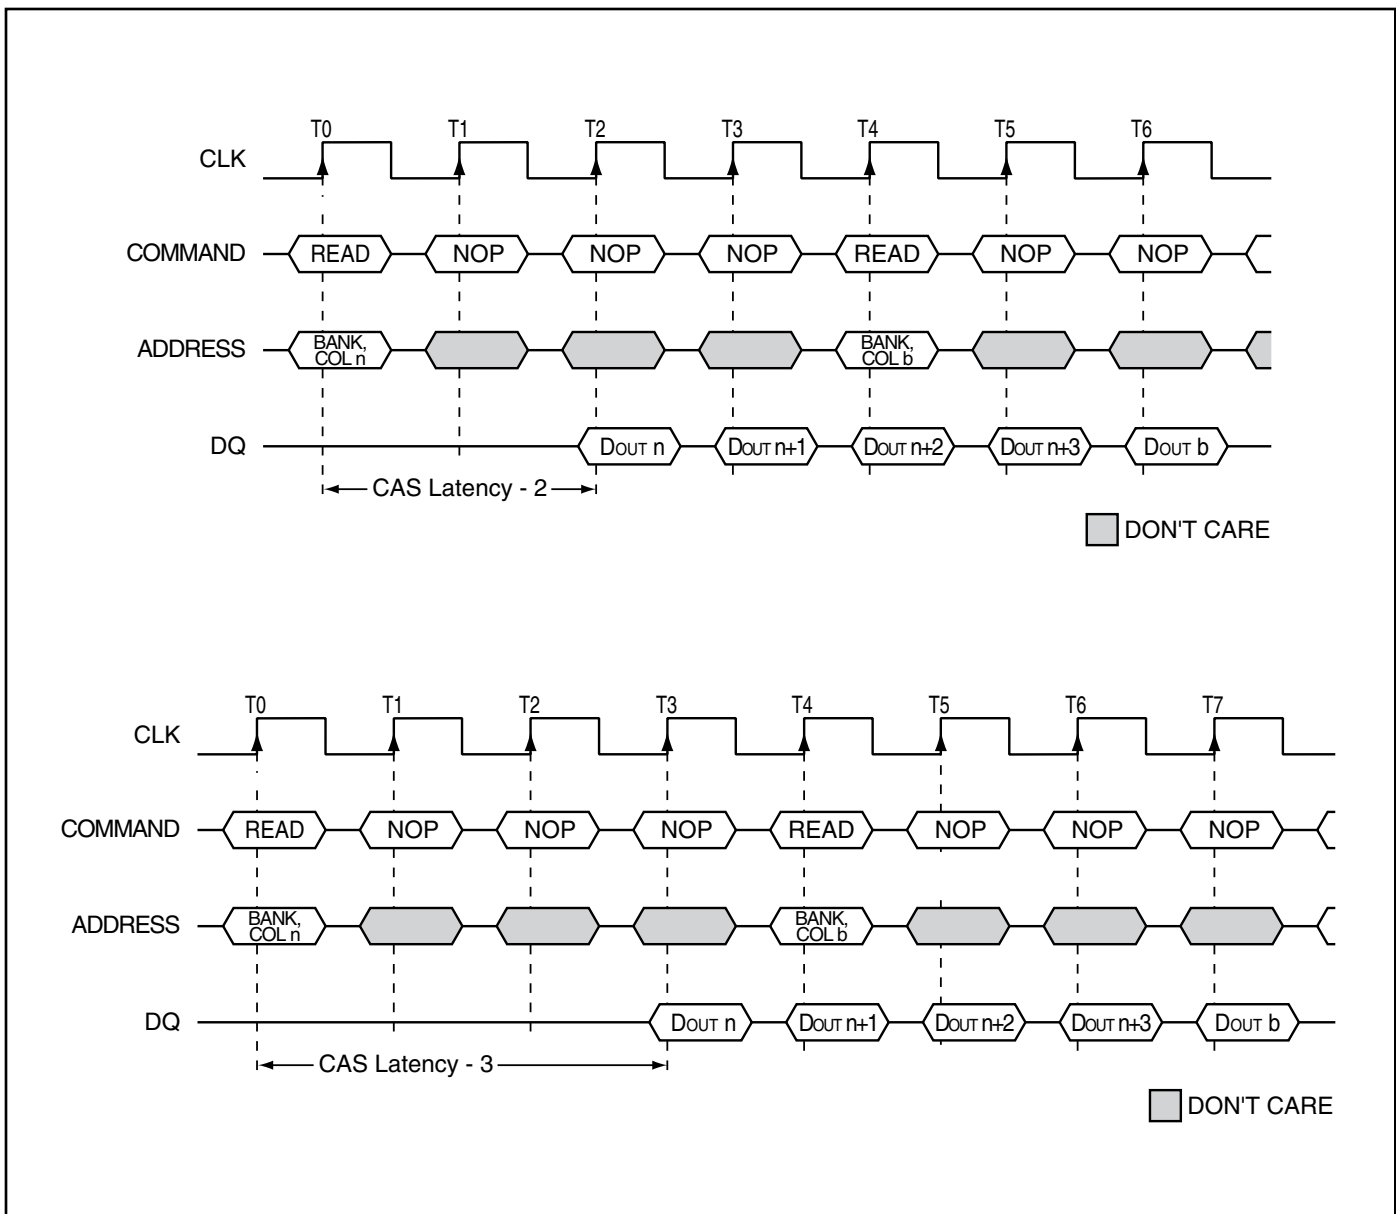 T0 T1 T2 T3 T4 T5 T6
CLK
COMMAND READ NOP NOP NOP READ NOP NOP
ADDRESS BANK, COL n BANK, COL b
DQ DOUT n DOUT n+1 DOUT n+2 DOUT n+3 DOUT b
CAS Latency - 2
DON'T CARE
T0 T1 T2 T3 T4 T5 T6 T7
CLK
COMMAND READ NOP NOP NOP READ NOP NOP NOP
ADDRESS BANK, COL n BANK, COL b
DQ DOUT n DOUT n+1 DOUT n+2 DOUT n+3 DOUT b
CAS Latency - 3
DON'T CARE